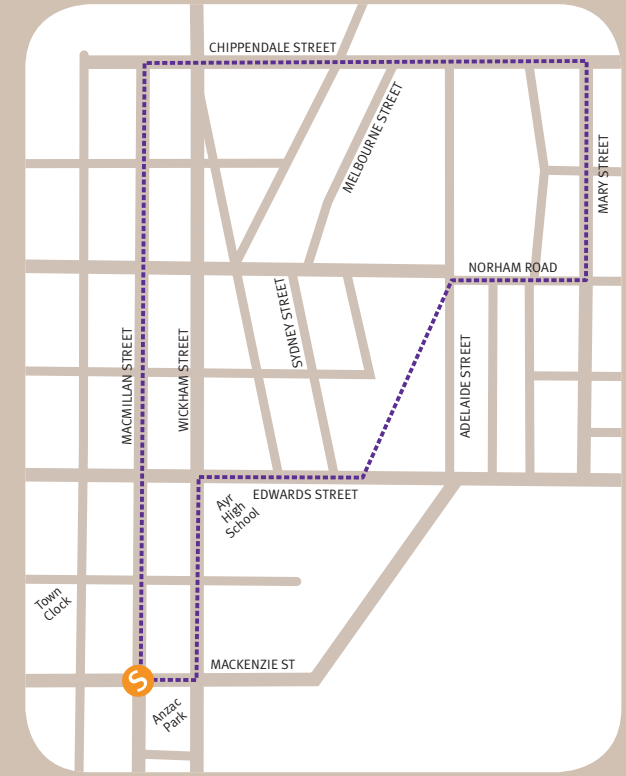 CHIPPENDALE STREET
MELBOURNE STREET
MARY STREET
NORHAM ROAD
SYDNEY STREET
MACMILLAN STREET
WICKHAM STREET
ADELAIDE STREET
EDWARDS STREET
Ayr
High
School
Town
Clock
MACKENZIE ST
S
Anzac
Park